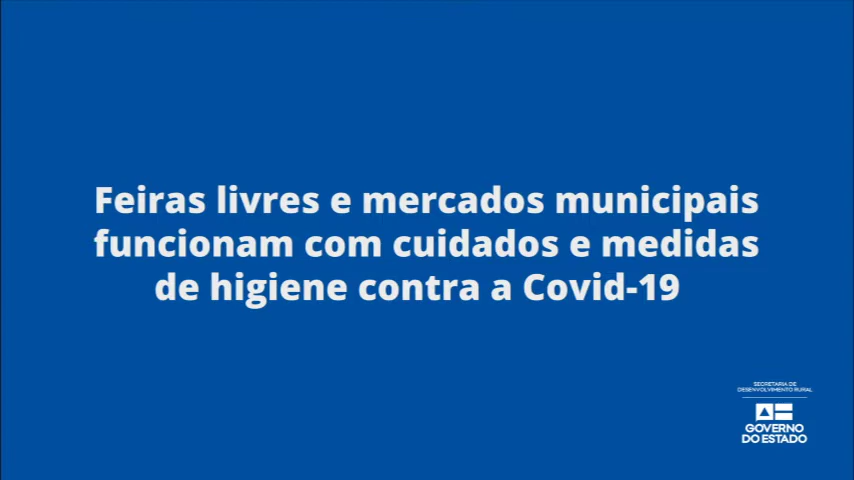 Feiras livres e mercados municipais
funcionam com cuidados e medidas
de higiene contra a Covid-19
SECRETARIA DE
DESENVOLVIMENTO RURAL
GOVERNO
DO ESTADO